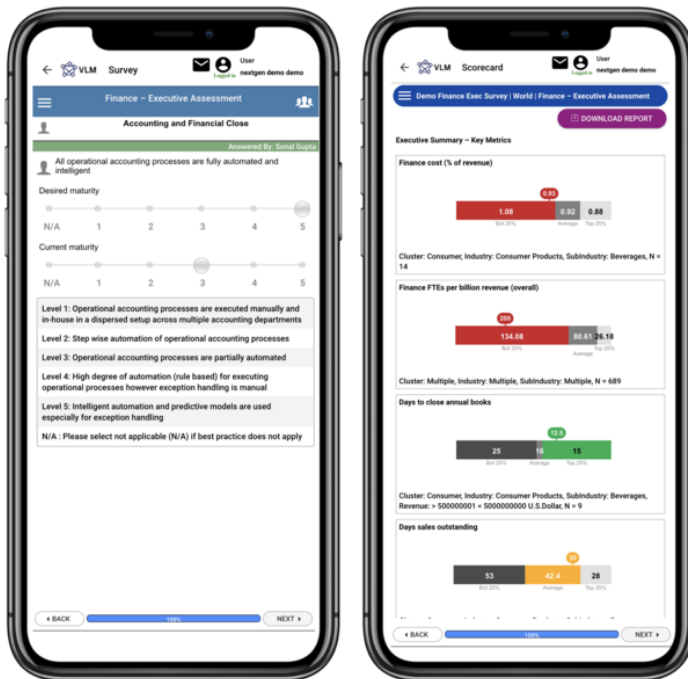 VLM Survey
User
Logged in
nextgen demo demo
Finance – Executive Assessment
Accounting and Financial Close
Answered By: Sonal Gupta
All operational accounting processes are fully automated and
intelligent
Desired maturity
N/A 1 2 3 4 5
Current maturity
N/A 1 2 3 4 5
Level 1: Operational accounting processes are executed manually and
in-house in a dispersed setup across multiple accounting departments
Level 2: Step wise automation of operational accounting processes
Level 3: Operational accounting processes are partially automated
Level 4: High degree of automation (rule based) for executing
operational processes however exception handling is manual
Level 5: Intelligent automation and predictive models are used
especially for exception handling
N/A : Please select not applicable (N/A) if best practice does not apply
BACK
100%
NEXT
VLM Scorecard
User
Logged in
nextgen demo demo
Demo Finance Exec Survey | World | Finance – Executive Assessment
DOWNLOAD REPORT
Executive Summary – Key Metrics
Finance cost (% of revenue)
0.93
1.08 0.92 0.88
Bot 25% Average Top 25%
Cluster: Consumer, Industry: Consumer Products, SubIndustry: Beverages, N =
14
Finance FTEs per billion revenue (overall)
200
134.08 80.61 26.18
Bot 25% Average Top 25%
Cluster: Multiple, Industry: Multiple, SubIndustry: Multiple, N = 689
Days to close annual books
12.5
25 16 15
Bot 25% Average Top 25%
Cluster: Consumer, Industry: Consumer Products, SubIndustry: Beverages,
Revenue: > 500000001 < 5000000000 U.S.Dollar, N = 9
Days sales outstanding
53 42.4 28
Bot 25% Average Top 25%
BACK
100%
NEXT